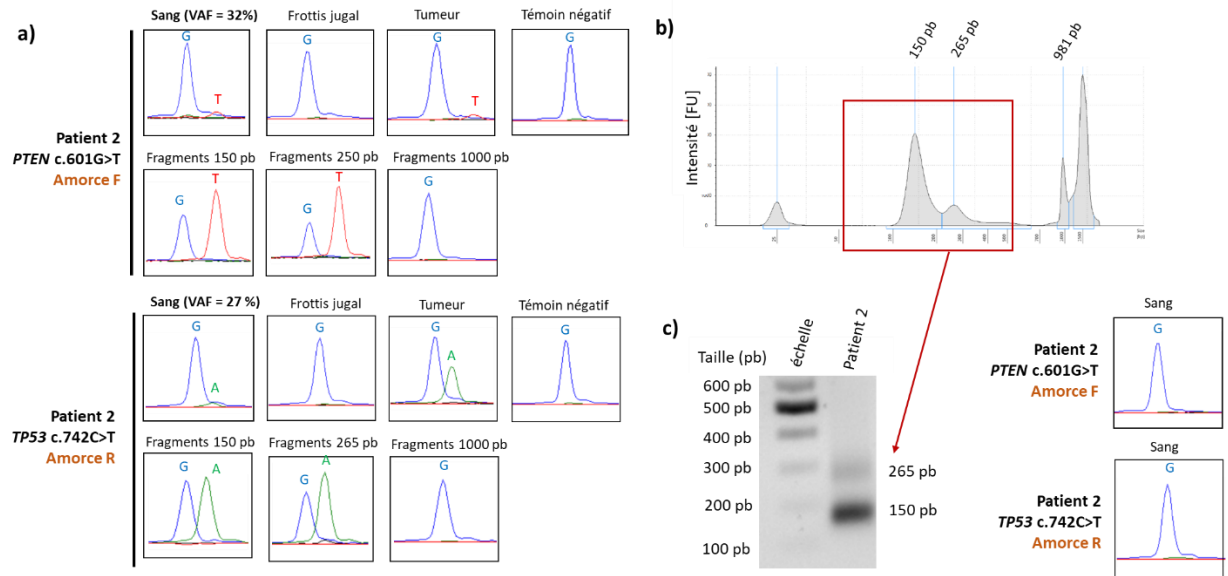 a)
Sang (VAF = 32%) Frottis jugal Tumeur Témoin négatif
G T G G T G
Patient 2
PTEN c.601G>T
Amorce F
Fragments 150 pb Fragments 250 pb Fragments 1000 pb
G T G T G
Sang (VAF = 27 %) Frottis jugal Tumeur Témoin négatif
G A G G A G
Patient 2
TP53 c.742C>T
Amorce R
Fragments 150 pb Fragments 265 pb Fragments 1000 pb
G A G A G
b)
150 pb 265 pb 981 pb
Intensité [FU]
c)
Taille (pb) échelle Patient 2
600 pb
500 pb
400 pb
300 pb
200 pb
100 pb
265 pb
150 pb
Sang
G
Patient 2
PTEN c.601G>T
Amorce F
Sang
G
Patient 2
TP53 c.742C>T
Amorce R